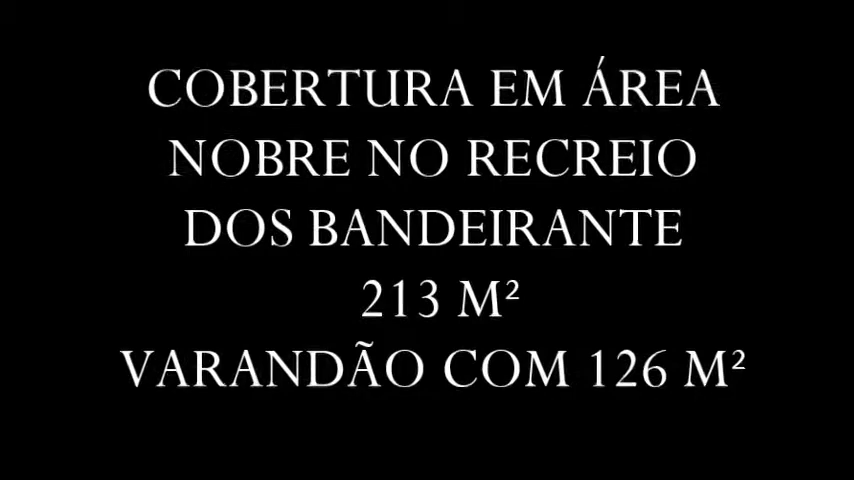 COBERTURA EM ÁREA
NOBRE NO RECREIO
DOS BANDEIRANTE
213 M²
VARANDÃO COM 126 M²